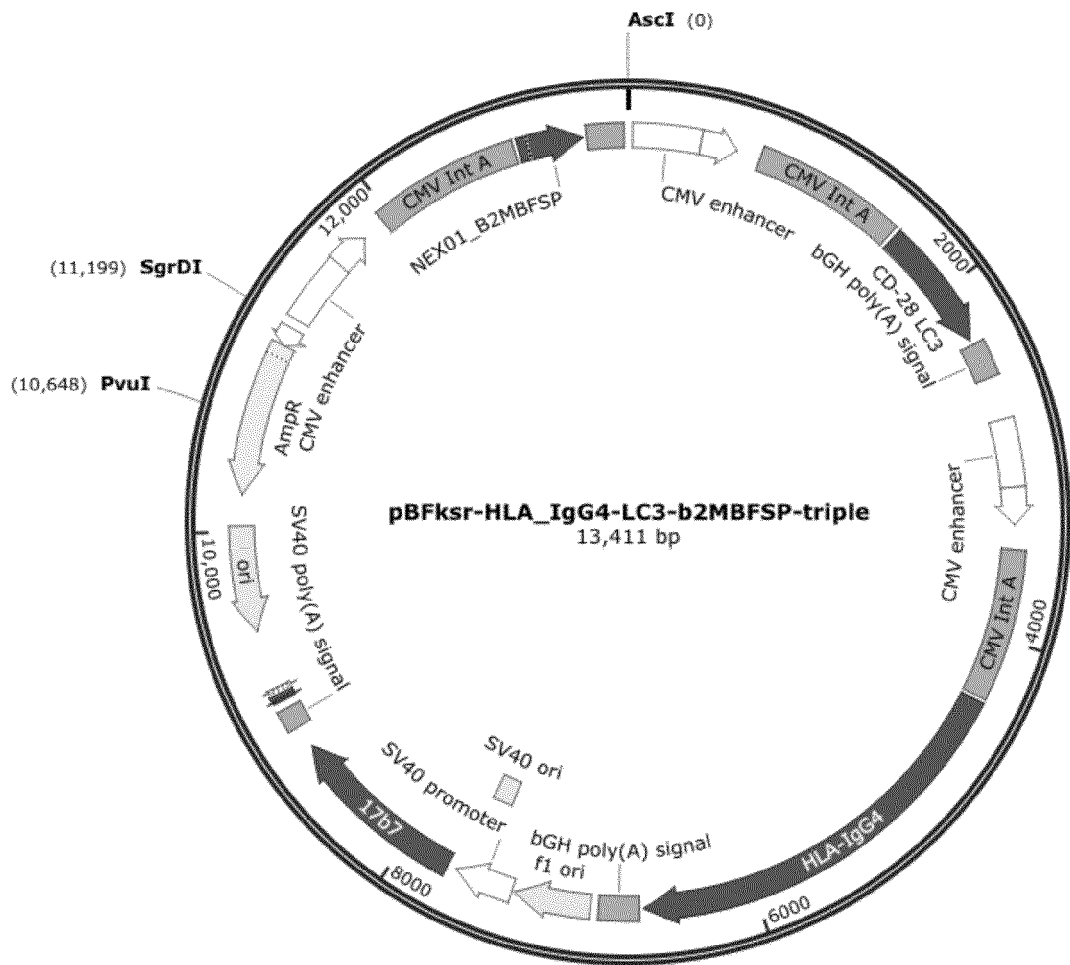 AscI (0)
CMV enhancer
CMV Int A
2000
CD-28 LC3
bGH poly(A) signal
CMV enhancer
CMV Int A
4000
HLA-IgG4
6000
bGH poly(A) signal
f1 ori
SV40 ori
SV40 promoter
8000
17b7
SV40 poly(A) signal
ori
10,000
AmpR
(10,648) PvuI
(11,199) SgrDI
CMV enhancer
12,000
CMV Int A
NEX01_B2MBFSP
pBFksr-HLA_IgG4-LC3-b2MBFSP-triple
13,411 bp